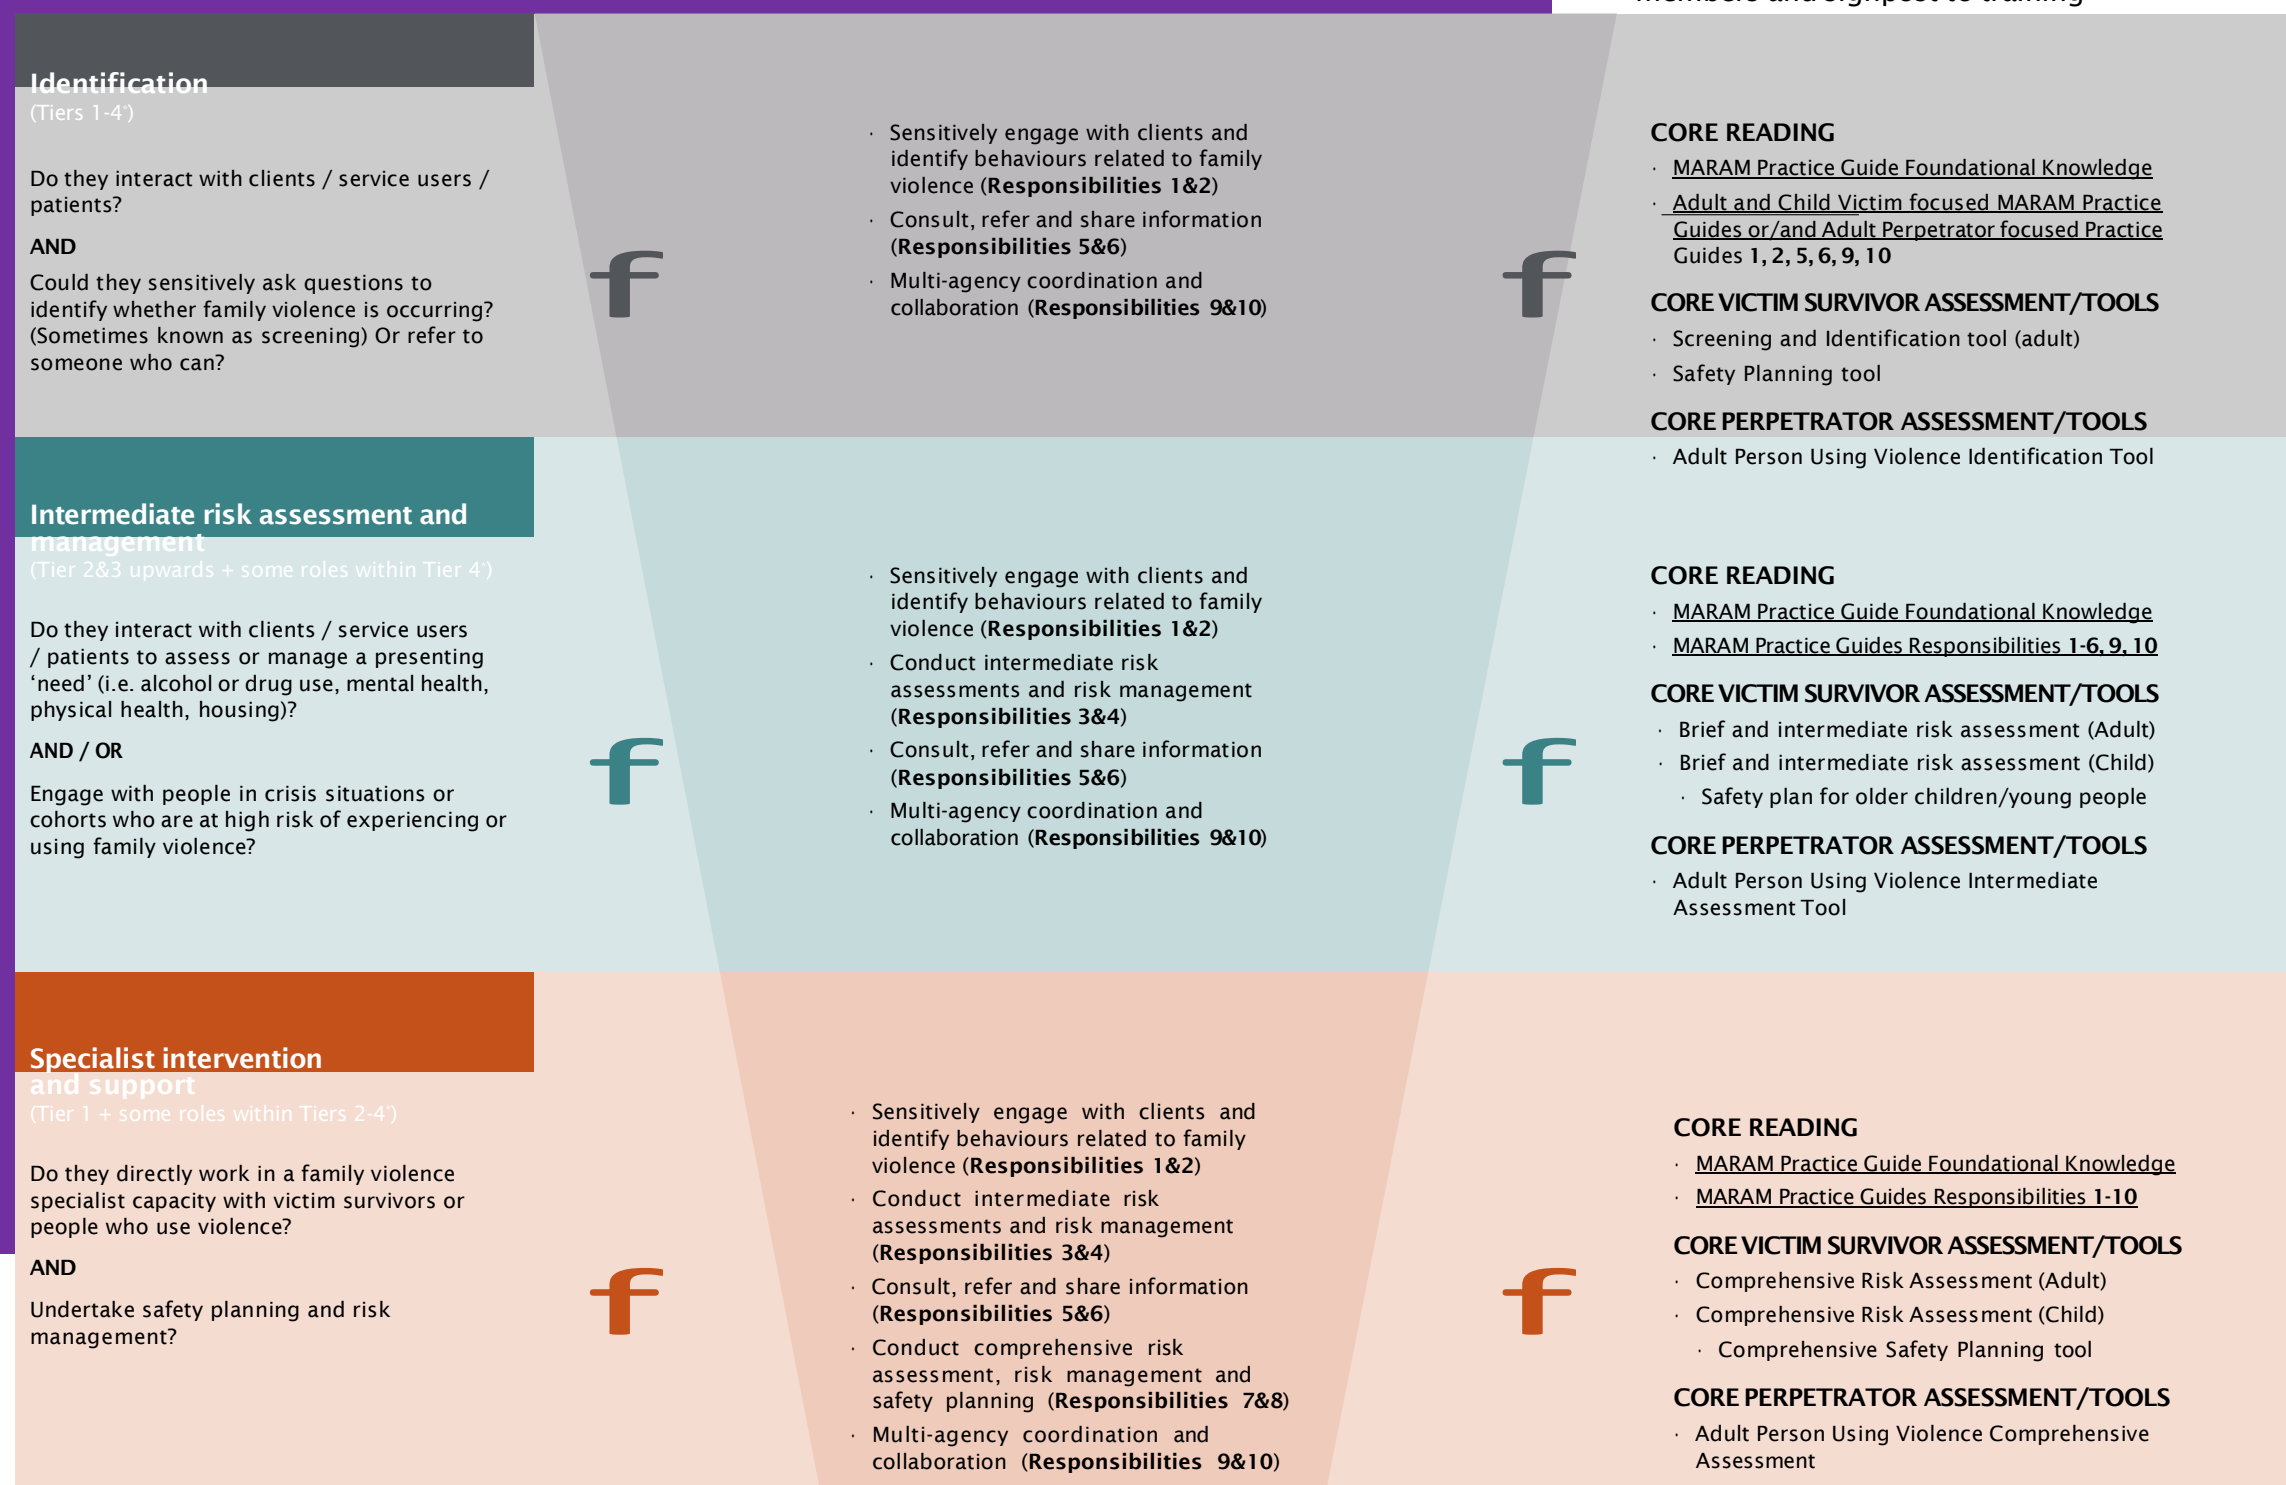 members and signpost to training
Identification
(Tiers 1-4*)
Do they interact with clients / service users /
patients?
AND
Could they sensitively ask questions to
identify whether family violence is occurring?
(Sometimes known as screening) Or refer to
someone who can?
f
· Sensitively engage with clients and
identify behaviours related to family
violence (Responsibilities 1&2)
· Consult, refer and share information
(Responsibilities 5&6)
· Multi-agency coordination and
collaboration (Responsibilities 9&10)
f
CORE READING
· MARAM Practice Guide Foundational Knowledge
· Adult and Child Victim focused MARAM Practice
Guides or/and Adult Perpetrator focused Practice
Guides 1, 2, 5, 6, 9, 10
CORE VICTIM SURVIVOR ASSESSMENT/TOOLS
· Screening and Identification tool (adult)
· Safety Planning tool
CORE PERPETRATOR ASSESSMENT/TOOLS
· Adult Person Using Violence Identification Tool
Intermediate risk assessment and
management
(Tier 2&3 upwards + some roles within Tier 4*)
Do they interact with clients / service users
/ patients to assess or manage a presenting
‘need’ (i.e. alcohol or drug use, mental health,
physical health, housing)?
AND / OR
Engage with people in crisis situations or
cohorts who are at high risk of experiencing or
using family violence?
f
· Sensitively engage with clients and
identify behaviours related to family
violence (Responsibilities 1&2)
· Conduct intermediate risk
assessments and risk management
(Responsibilities 3&4)
· Consult, refer and share information
(Responsibilities 5&6)
· Multi-agency coordination and
collaboration (Responsibilities 9&10)
f
CORE READING
· MARAM Practice Guide Foundational Knowledge
· MARAM Practice Guides Responsibilities 1-6, 9, 10
CORE VICTIM SURVIVOR ASSESSMENT/TOOLS
· Brief and intermediate risk assessment (Adult)
· Brief and intermediate risk assessment (Child)
· Safety plan for older children/young people
CORE PERPETRATOR ASSESSMENT/TOOLS
· Adult Person Using Violence Intermediate
Assessment Tool
Specialist intervention
and support
(Tier 1 + some roles within Tiers 2-4*)
Do they directly work in a family violence
specialist capacity with victim survivors or
people who use violence?
AND
Undertake safety planning and risk
management?
f
· Sensitively engage with clients and
identify behaviours related to family
violence (Responsibilities 1&2)
· Conduct intermediate risk
assessments and risk management
(Responsibilities 3&4)
· Consult, refer and share information
(Responsibilities 5&6)
· Conduct comprehensive risk
assessment, risk management and
safety planning (Responsibilities 7&8)
· Multi-agency coordination and
collaboration (Responsibilities 9&10)
f
CORE READING
· MARAM Practice Guide Foundational Knowledge
· MARAM Practice Guides Responsibilities 1-10
CORE VICTIM SURVIVOR ASSESSMENT/TOOLS
· Comprehensive Risk Assessment (Adult)
· Comprehensive Risk Assessment (Child)
· Comprehensive Safety Planning tool
CORE PERPETRATOR ASSESSMENT/TOOLS
· Adult Person Using Violence Comprehensive
Assessment